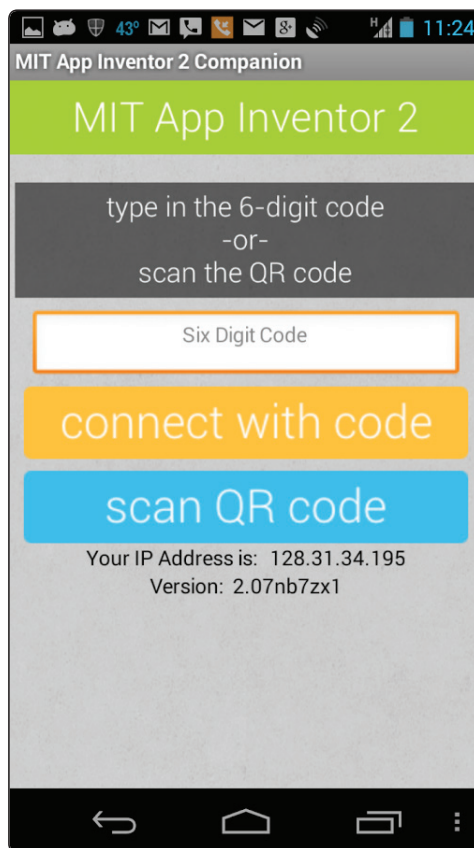 43° 8+ H 11:24
MIT App Inventor 2 Companion
MIT App Inventor 2
type in the 6-digit code
-or-
scan the QR code
Six Digit Code
connect with code
scan QR code
Your IP Address is: 128.31.34.195
Version: 2.07nb7zx1